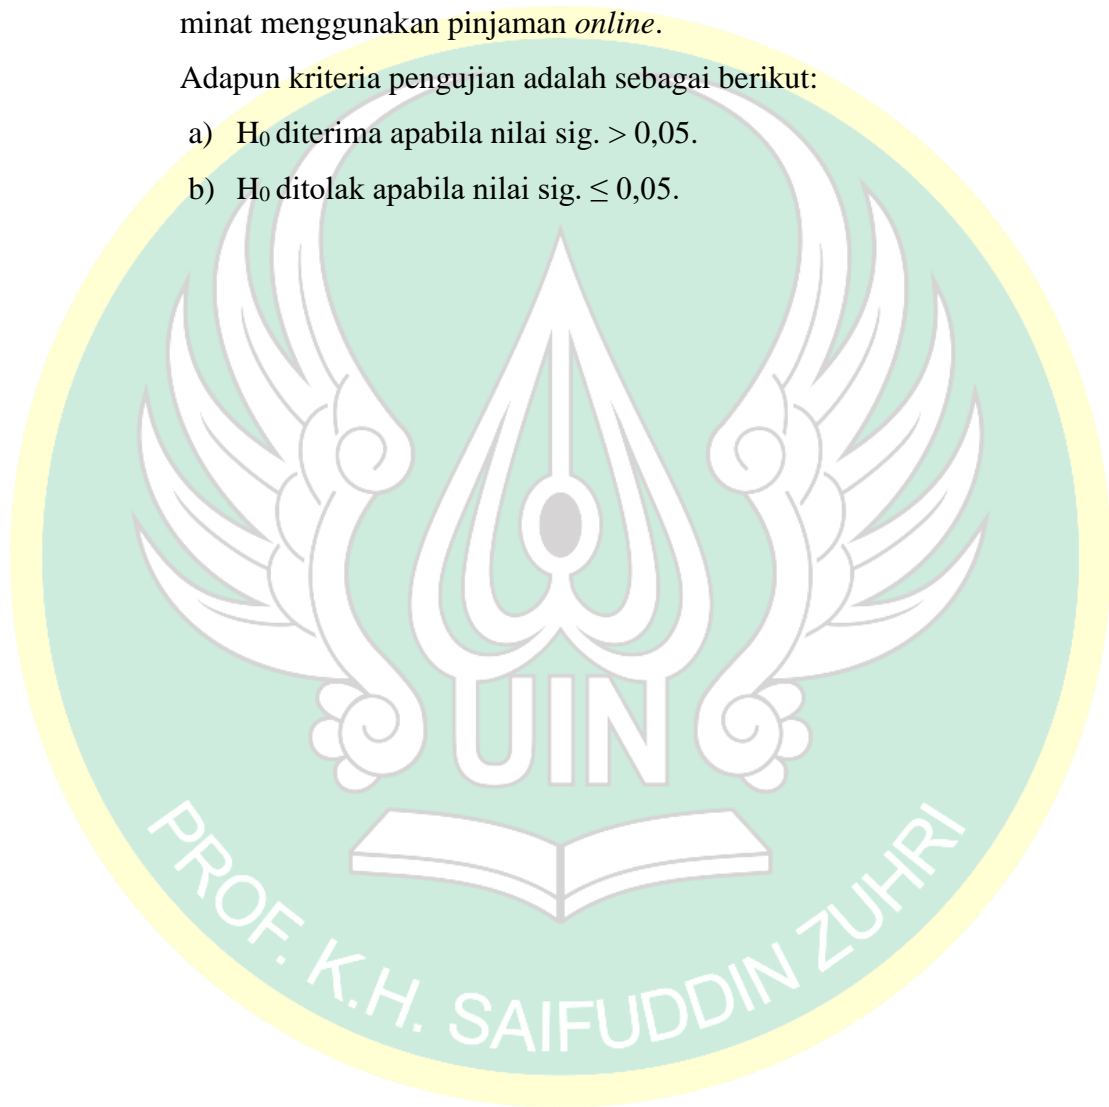 minat menggunakan pinjaman online.
Adapun kriteria pengujian adalah sebagai berikut:
a) H₀ diterima apabila nilai sig. > 0,05.
b) H₀ ditolak apabila nilai sig. ≤ 0,05.
UIN
PROF. K.H. SAIFUDDIN ZUHRI